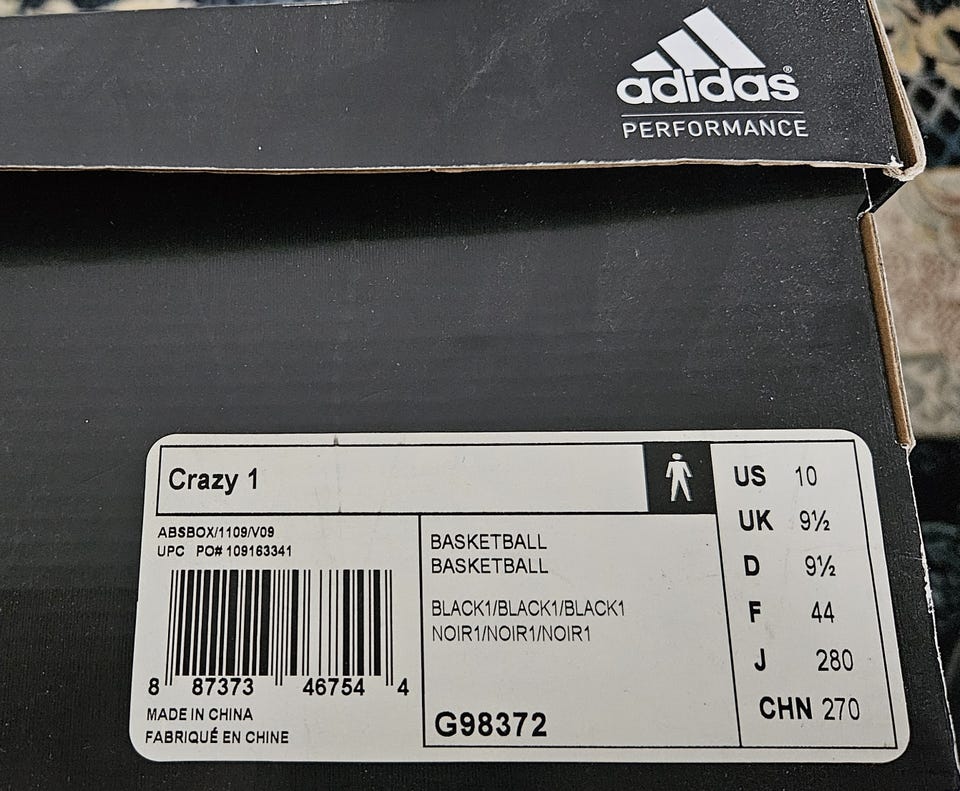 adidas®
PERFORMANCE
Crazy 1
ABSBOX/1109/V09
UPC PO# 109163341
8 87373 46754 4
MADE IN CHINA
FABRIQUÉ EN CHINE
BASKETBALL
BASKETBALL
BLACK1/BLACK1/BLACK1
NOIR1/NOIR1/NOIR1
G98372
US 10
UK 9½
D 9½
F 44
J 280
CHN 270